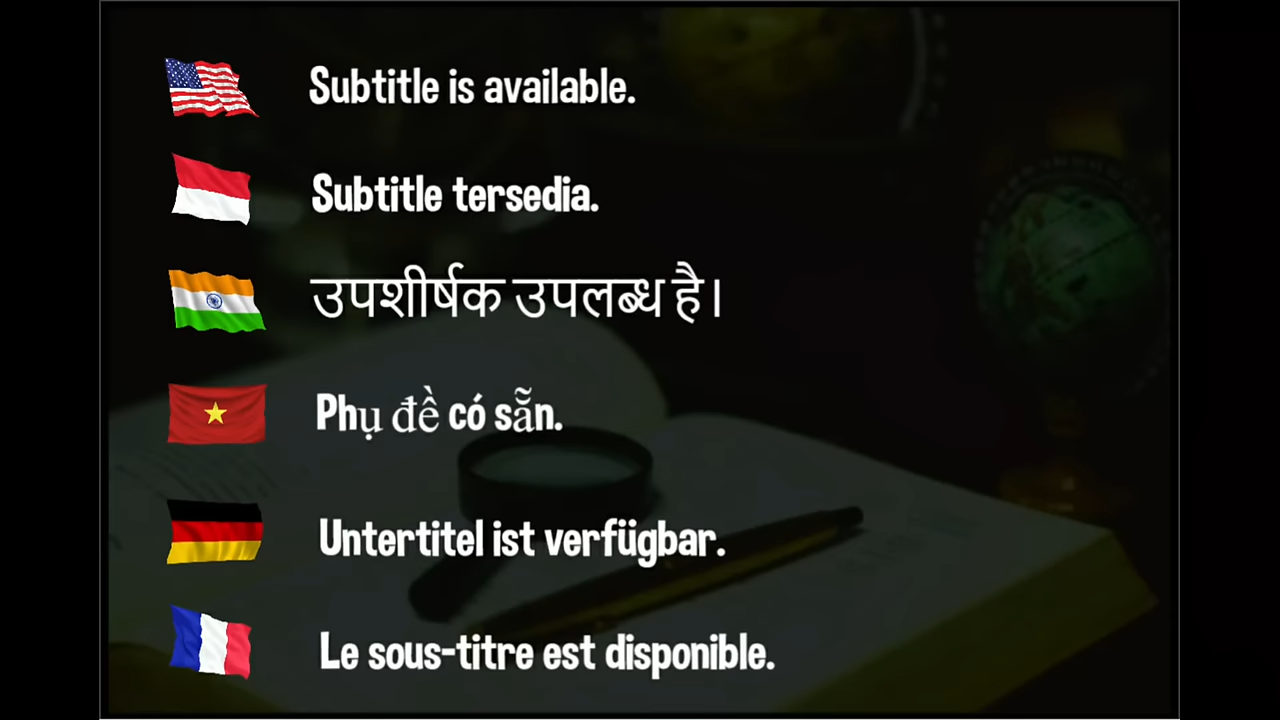 Subtitle is available.
Subtitle tersedia.
उपशीर्षक उपलब्ध है।
Phụ đề có sẵn.
Untertitel ist verfügbar.
Le sous-titre est disponible.